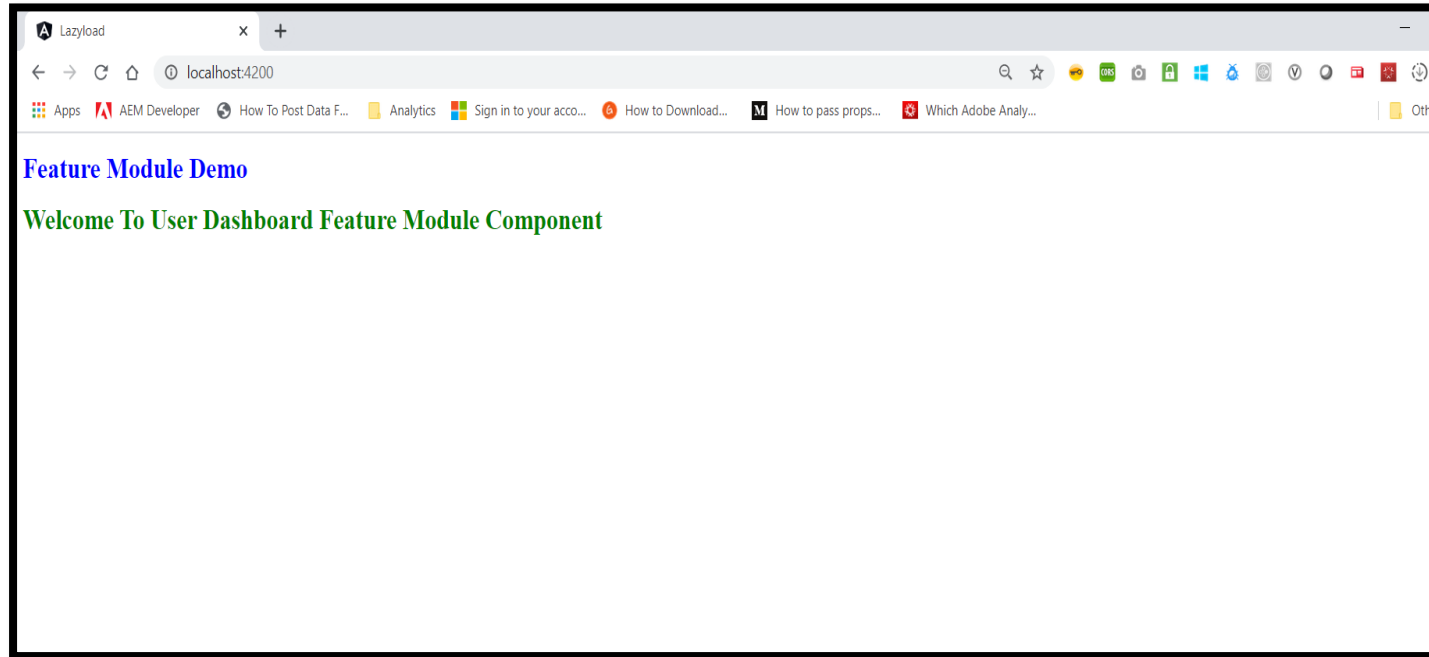 Lazyload
localhost:4200
Apps AEM Developer How To Post Data F... Analytics Sign in to your acco... How to Download... M How to pass props... Which Adobe Analy... Oth
Feature Module Demo
Welcome To User Dashboard Feature Module Component